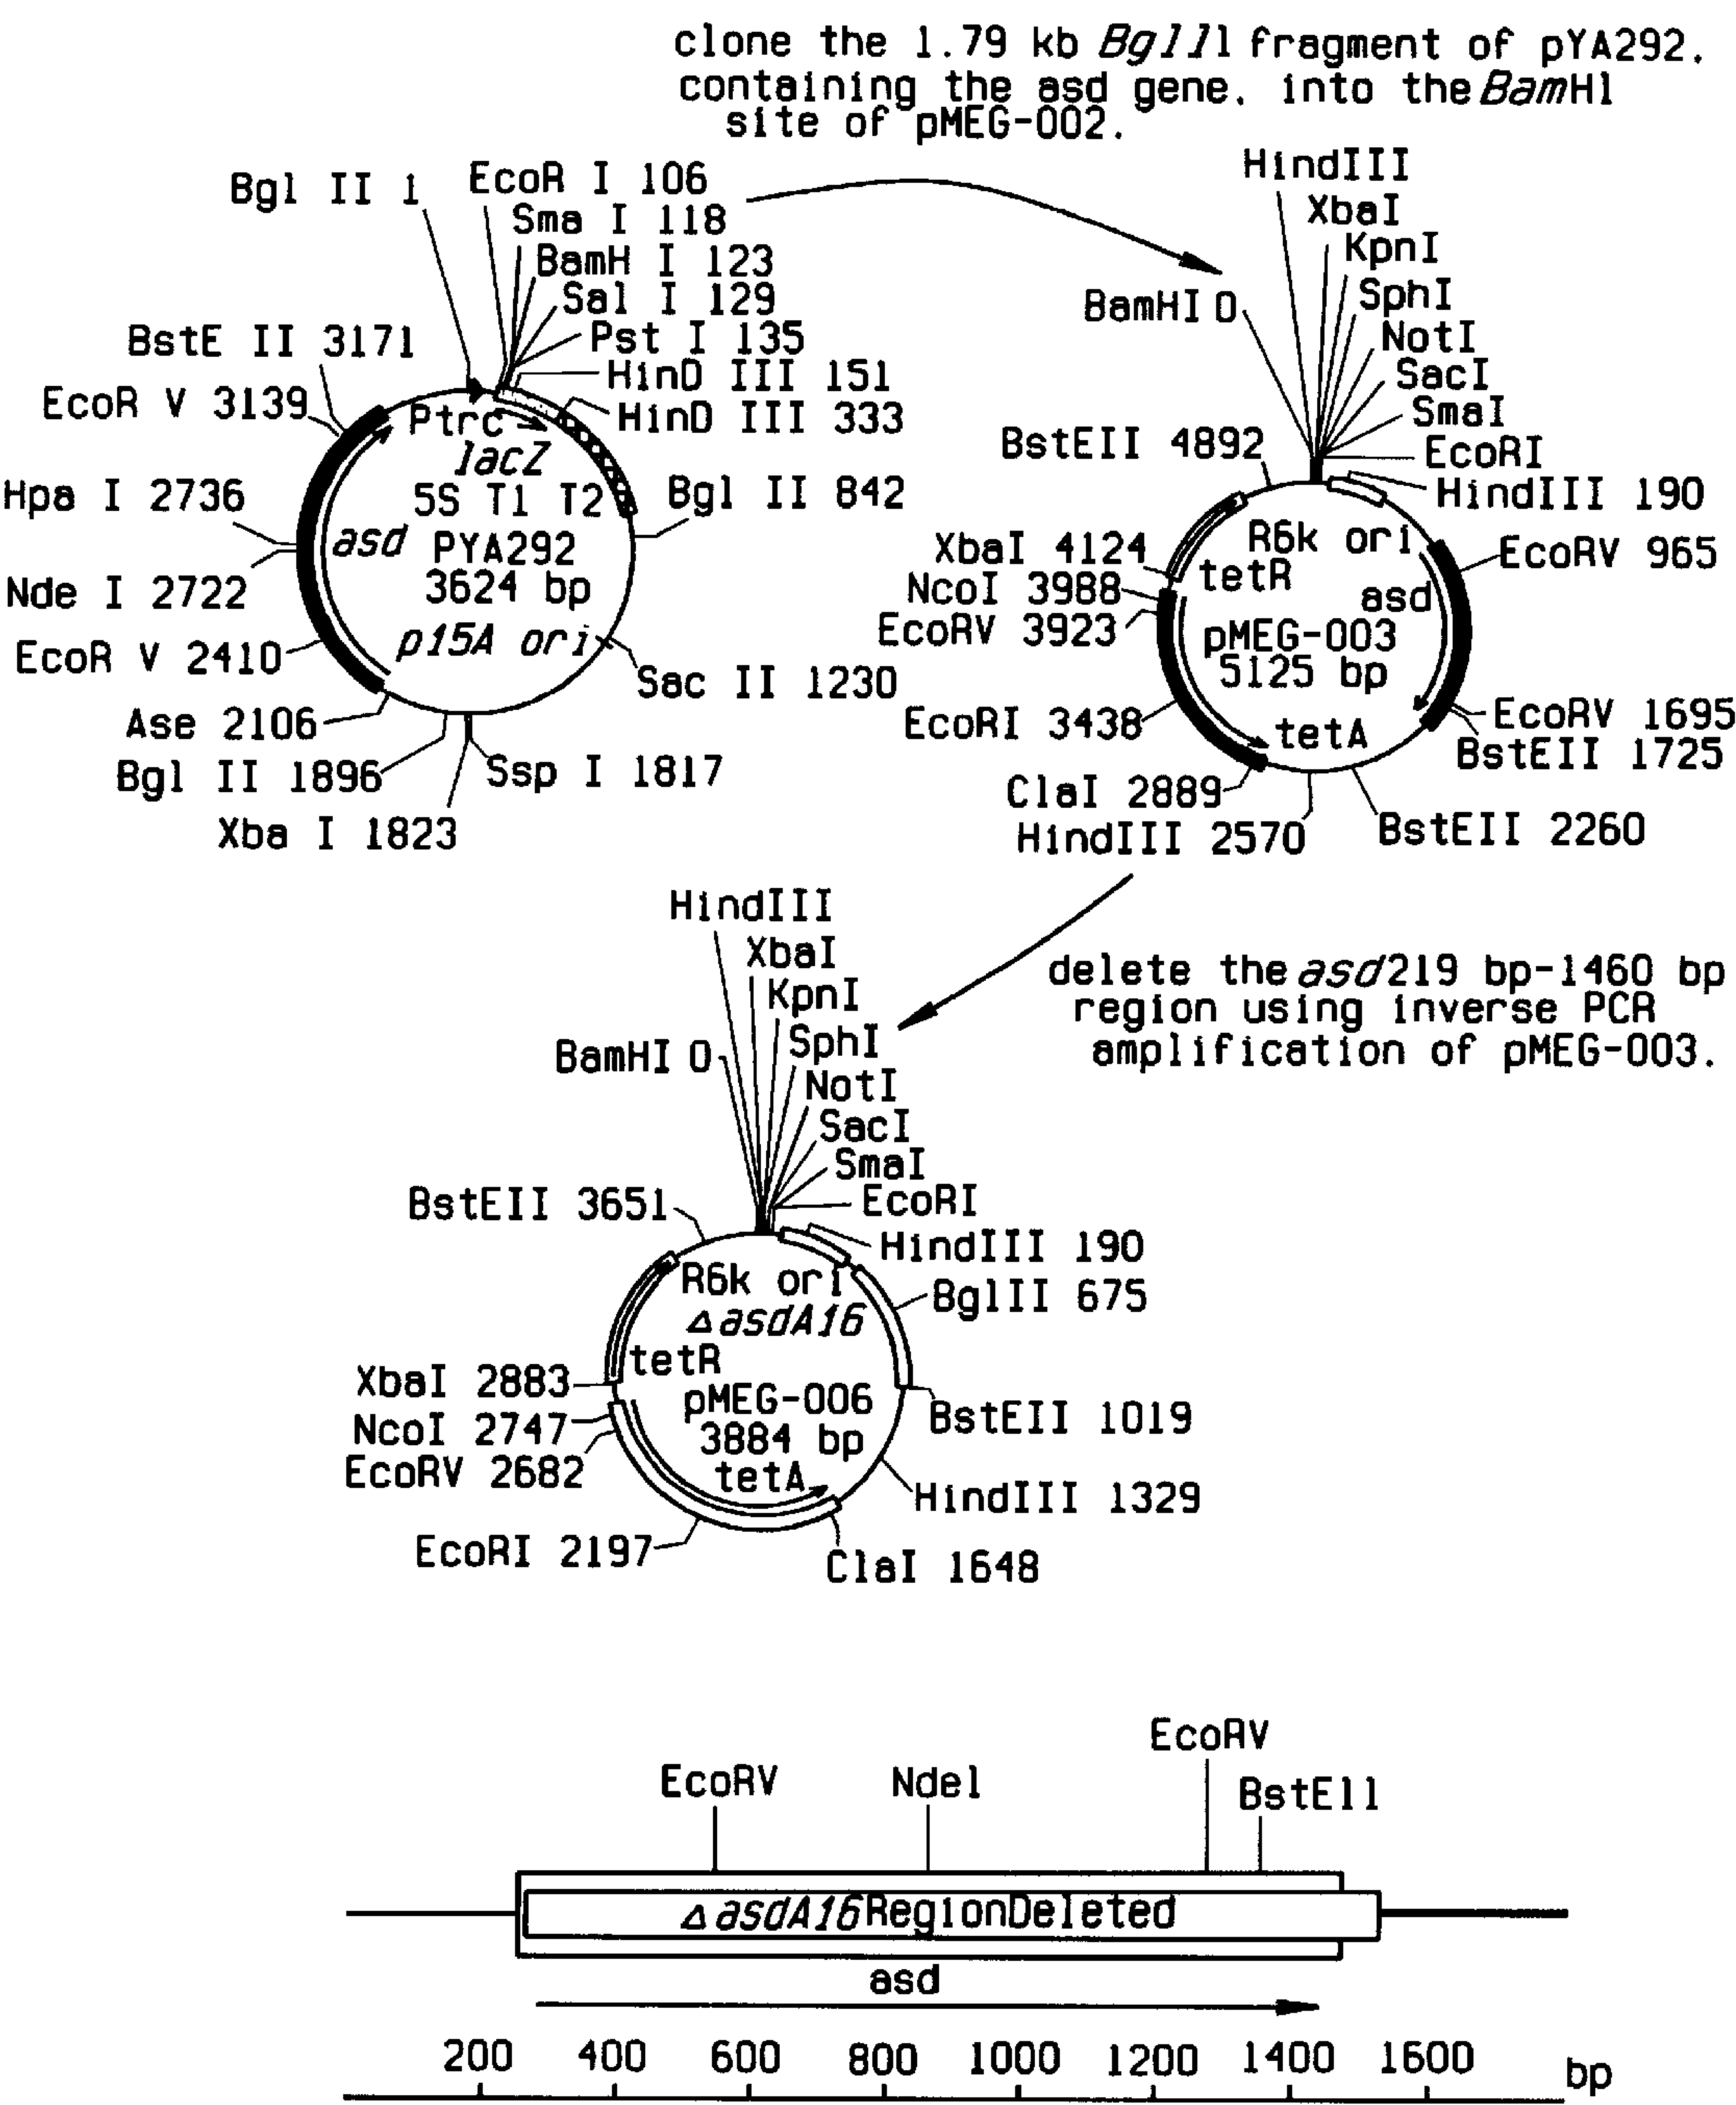 clone the 1.79 kb BglII1 fragment of pYA292,
containing the asd gene, into the BamH1
site of pMEG-002.
Bgl II 1
EcoR I 106
Sma I 118
BamH I 123
Sal I 129
Pst I 135
HinD III 151
HinD III 333
Bgl II 842
Sac II 1230
Ssp I 1817
Xba I 1823
Bgl II 1896
Ase 2106
EcoR V 2410
Nde I 2722
Hpa I 2736
EcoR V 3139
BstE II 3171
Ptrc
lacZ
5S T1 T2
asd PYA292
3624 bp
p15A ori
HindIII
XbaI
KpnI
SphI
NotI
SacI
SmaI
EcoRI
BamHI 0
HindIII 190
EcoRV 965
EcoRV 1695
BstEII 1725
BstEII 2260
HindIII 2570
ClaI 2889
EcoRI 3438
EcoRV 3923
NcoI 3988
XbaI 4124
BstEII 4892
R6k ori
tetR
asd
pMEG-003
5125 bp
tetA
delete the asd 219 bp-1460 bp
region using inverse PCR
amplification of pMEG-003.
HindIII
XbaI
KpnI
SphI
NotI
SacI
SmaI
EcoRI
BamHI 0
HindIII 190
BglII 675
BstEII 1019
HindIII 1329
ClaI 1648
EcoRI 2197
EcoRV 2682
NcoI 2747
XbaI 2883
BstEII 3651
R6k ori
ΔasdA16
tetR
pMEG-006
3884 bp
tetA
EcoRV
NdeI
EcoRV
BstEll
ΔasdA16 RegionDeleted
asd
200 400 600 800 1000 1200 1400 1600 bp